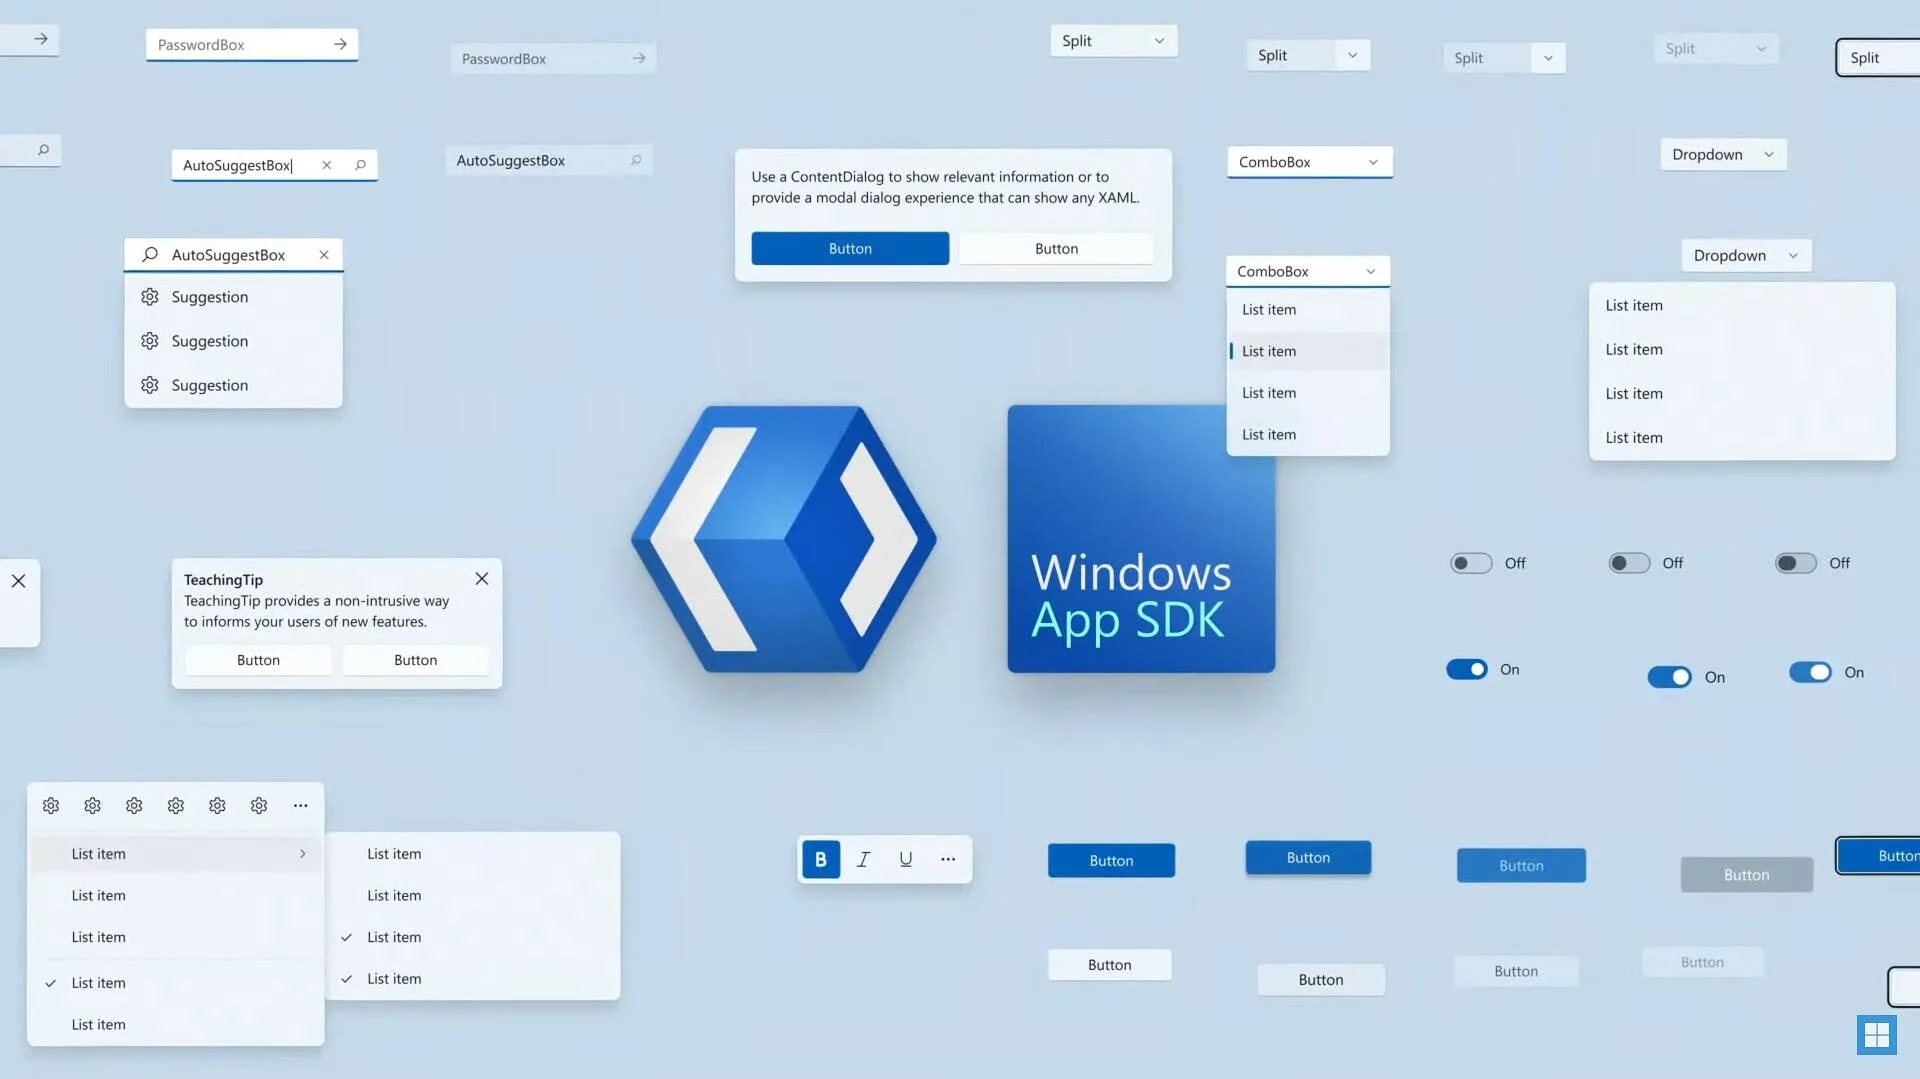 PasswordBox
PasswordBox
Split
Split
Split
Split
Split
AutoSuggestBox
AutoSuggestBox
Use a ContentDialog to show relevant information or to
provide a modal dialog experience that can show any XAML.
Button
Button
ComboBox
Dropdown
AutoSuggestBox
Suggestion
Suggestion
Suggestion
ComboBox
List item
List item
List item
List item
Dropdown
List item
List item
List item
List item
Windows
App SDK
Off
Off
Off
On
On
On
TeachingTip
TeachingTip provides a non-intrusive way
to informs your users of new features.
Button
Button
List item
List item
List item
List item
List item
List item
List item
List item
List item
B I U
Button
Button
Button
Button
Button
Button
Button
Button
Button